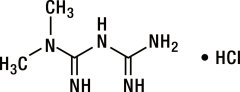 CH₃
H
H₃C N N NH₂ • HCl
NH NH